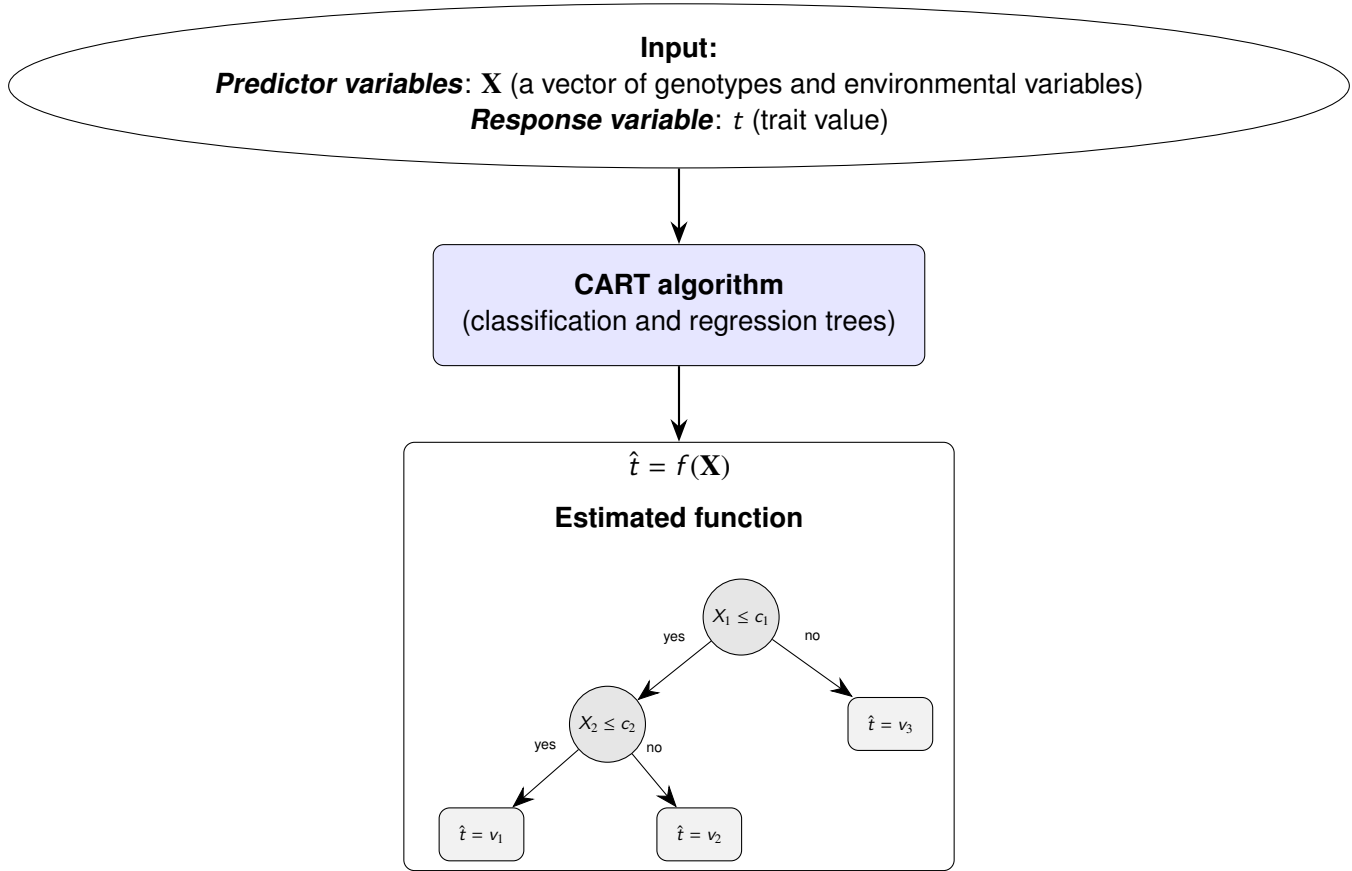 Input:
Predictor variables: X (a vector of genotypes and environmental variables)
Response variable: t (trait value)
CART algorithm
(classification and regression trees)
t̂ = f(X)
Estimated function
X₁ ≤ c₁
yes
no
X₂ ≤ c₂
t̂ = v₃
yes
no
t̂ = v₁
t̂ = v₂